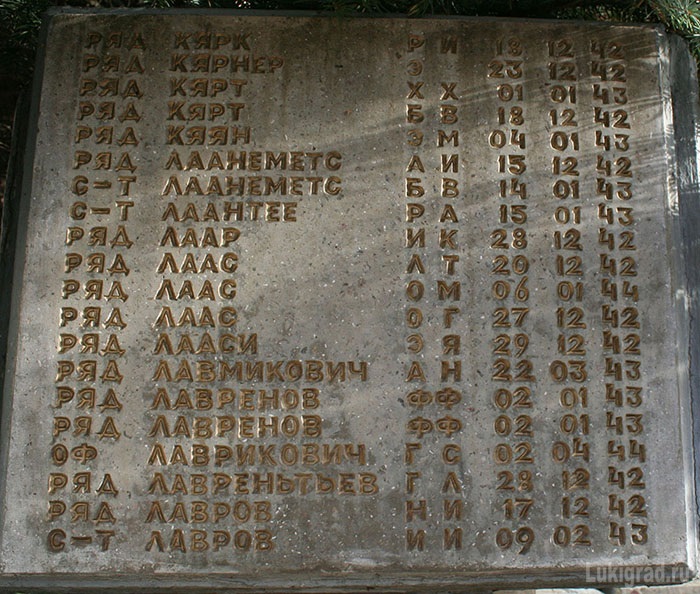 РЯД КЯРК Р И 18 12 42
РЯД КЯРНЕР Э 23 12 42
РЯД КЯРТ Х Х 01 01 43
РЯД КЯРТ Б В 18 12 42
РЯД КЯЯН Э М 04 01 43
РЯД ЛААНЕМЕТС А И 15 12 42
С-Т ЛААНЕМЕТС Б В 14 01 43
С-Т ЛААНТЕЕ Р А 15 01 43
РЯД ЛААР И К 28 12 42
РЯД ЛААС Л Т 20 12 42
РЯД ЛААС О М 06 01 44
РЯД ЛААС О Г 27 12 42
РЯД ЛААСИ Э Я 29 12 42
РЯД ЛАВМИКОВИЧ А Н 22 03 43
РЯД ЛАВРЕНОВ Ф Ф 02 01 43
РЯД ЛАВРЕНОВ Ф Ф 02 01 43
ОФ ЛАВРИКОВИЧ Г С 02 04 44
РЯД ЛАВРЕНЬТЬЕВ Г Л 28 12 42
РЯД ЛАВРОВ Н И 17 12 42
С-Т ЛАВРОВ И И 09 02 43
Lukigrad.ru